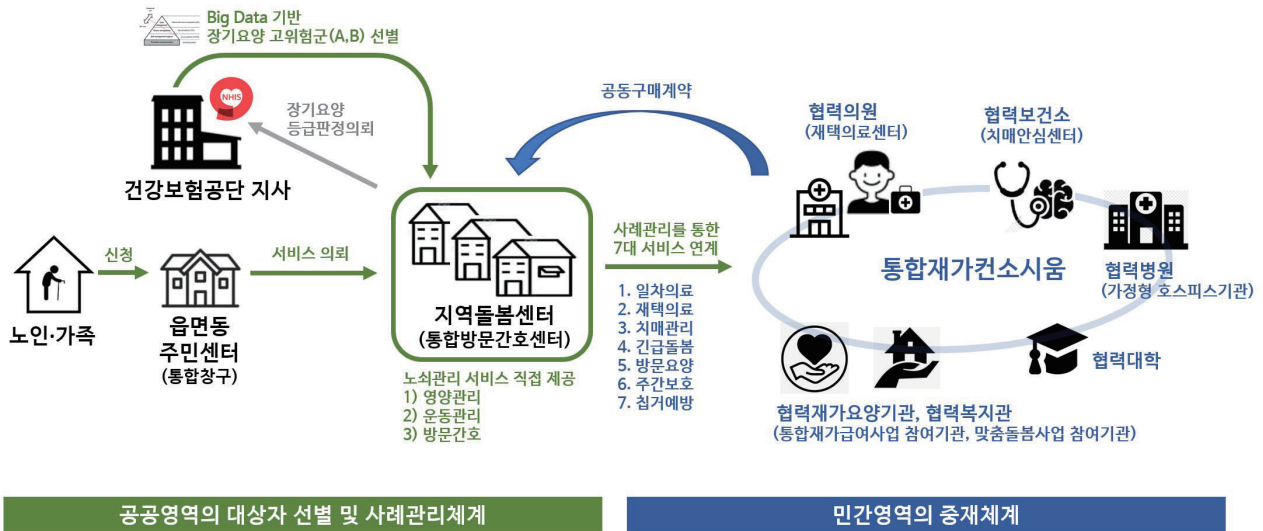 Big Data 기반
장기요양 고위험군(A,B) 선별
NHIS
장기요양
등급판정의뢰
건강보험공단 지사
공동구매계약
협력의원
(재택의료센터)
협력보건소
(치매안심센터)
신청
서비스 의뢰
노인·가족
읍면동
주민센터
(통합창구)
지역돌봄센터
(통합방문간호센터)
노쇠관리 서비스 직접 제공
1) 영양관리
2) 운동관리
3) 방문간호
사례관리를 통한
7대 서비스 연계
1. 일차의료
2. 재택의료
3. 치매관리
4. 긴급돌봄
5. 방문요양
6. 주간보호
7. 침거예방
통합재가컨소시움
협력병원
(가정형 호스피스기관)
협력대학
협력재가요양기관, 협력복지관
(통합재가급여사업 참여기관, 맞춤돌봄사업 참여기관)
공공영역의 대상자 선별 및 사례관리체계
민간영역의 중재체계